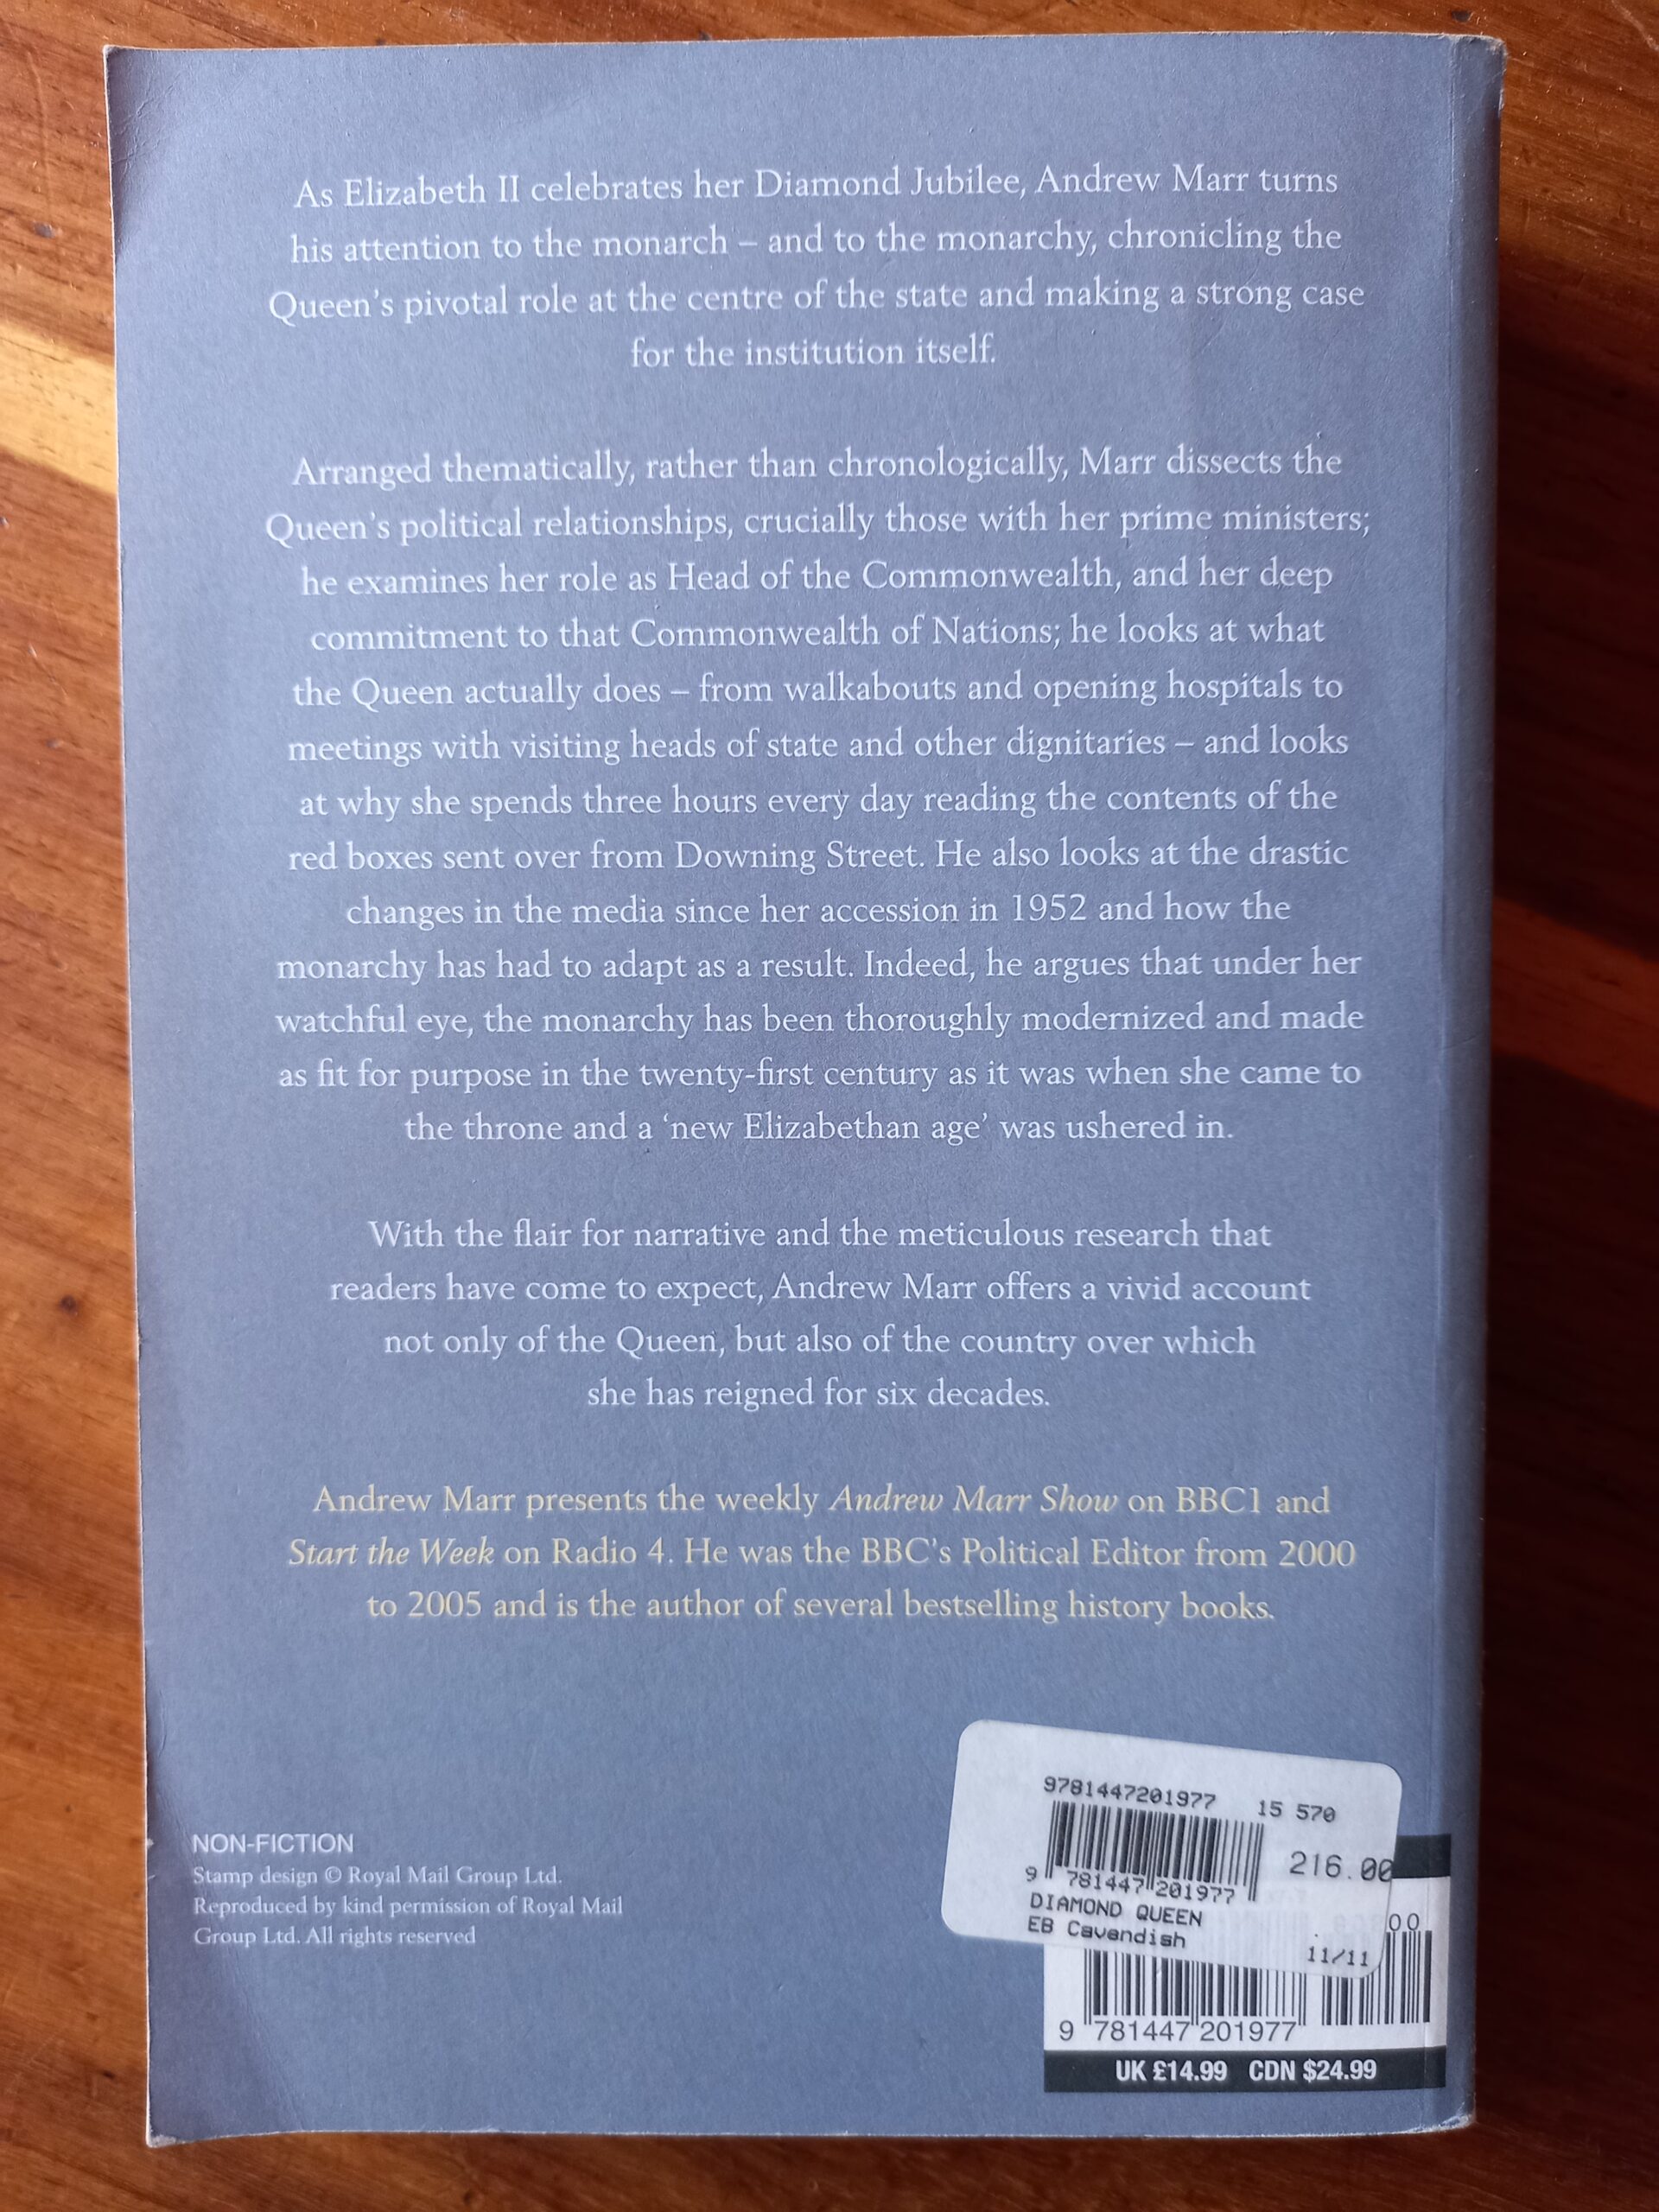 As Elizabeth II celebrates her Diamond Jubilee, Andrew Marr turns
his attention to the monarch – and to the monarchy, chronicling the
Queen's pivotal role at the centre of the state and making a strong case
for the institution itself.
Arranged thematically, rather than chronologically, Marr dissects the
Queen's political relationships, crucially those with her prime ministers;
he examines her role as Head of the Commonwealth, and her deep
commitment to that Commonwealth of Nations; he looks at what
the Queen actually does – from walkabouts and opening hospitals to
meetings with visiting heads of state and other dignitaries – and looks
at why she spends three hours every day reading the contents of the
red boxes sent over from Downing Street. He also looks at the drastic
changes in the media since her accession in 1952 and how the
monarchy has had to adapt as a result. Indeed, he argues that under her
watchful eye, the monarchy has been thoroughly modernized and made
as fit for purpose in the twenty-first century as it was when she came to
the throne and a ‘new Elizabethan age’ was ushered in.
With the flair for narrative and the meticulous research that
readers have come to expect, Andrew Marr offers a vivid account
not only of the Queen, but also of the country over which
she has reigned for six decades.
Andrew Marr presents the weekly Andrew Marr Show on BBC1 and
Start the Week on Radio 4. He was the BBC's Political Editor from 2000
to 2005 and is the author of several bestselling history books.
NON-FICTION
Stamp design © Royal Mail Group Ltd.
Reproduced by kind permission of Royal Mail
Group Ltd. All rights reserved
9781447201977 15 570
216.00
9 781447 201977
DIAMOND QUEEN
EB Cavendish
11/11
00
9 781447 201977
UK £14.99 CDN $24.99